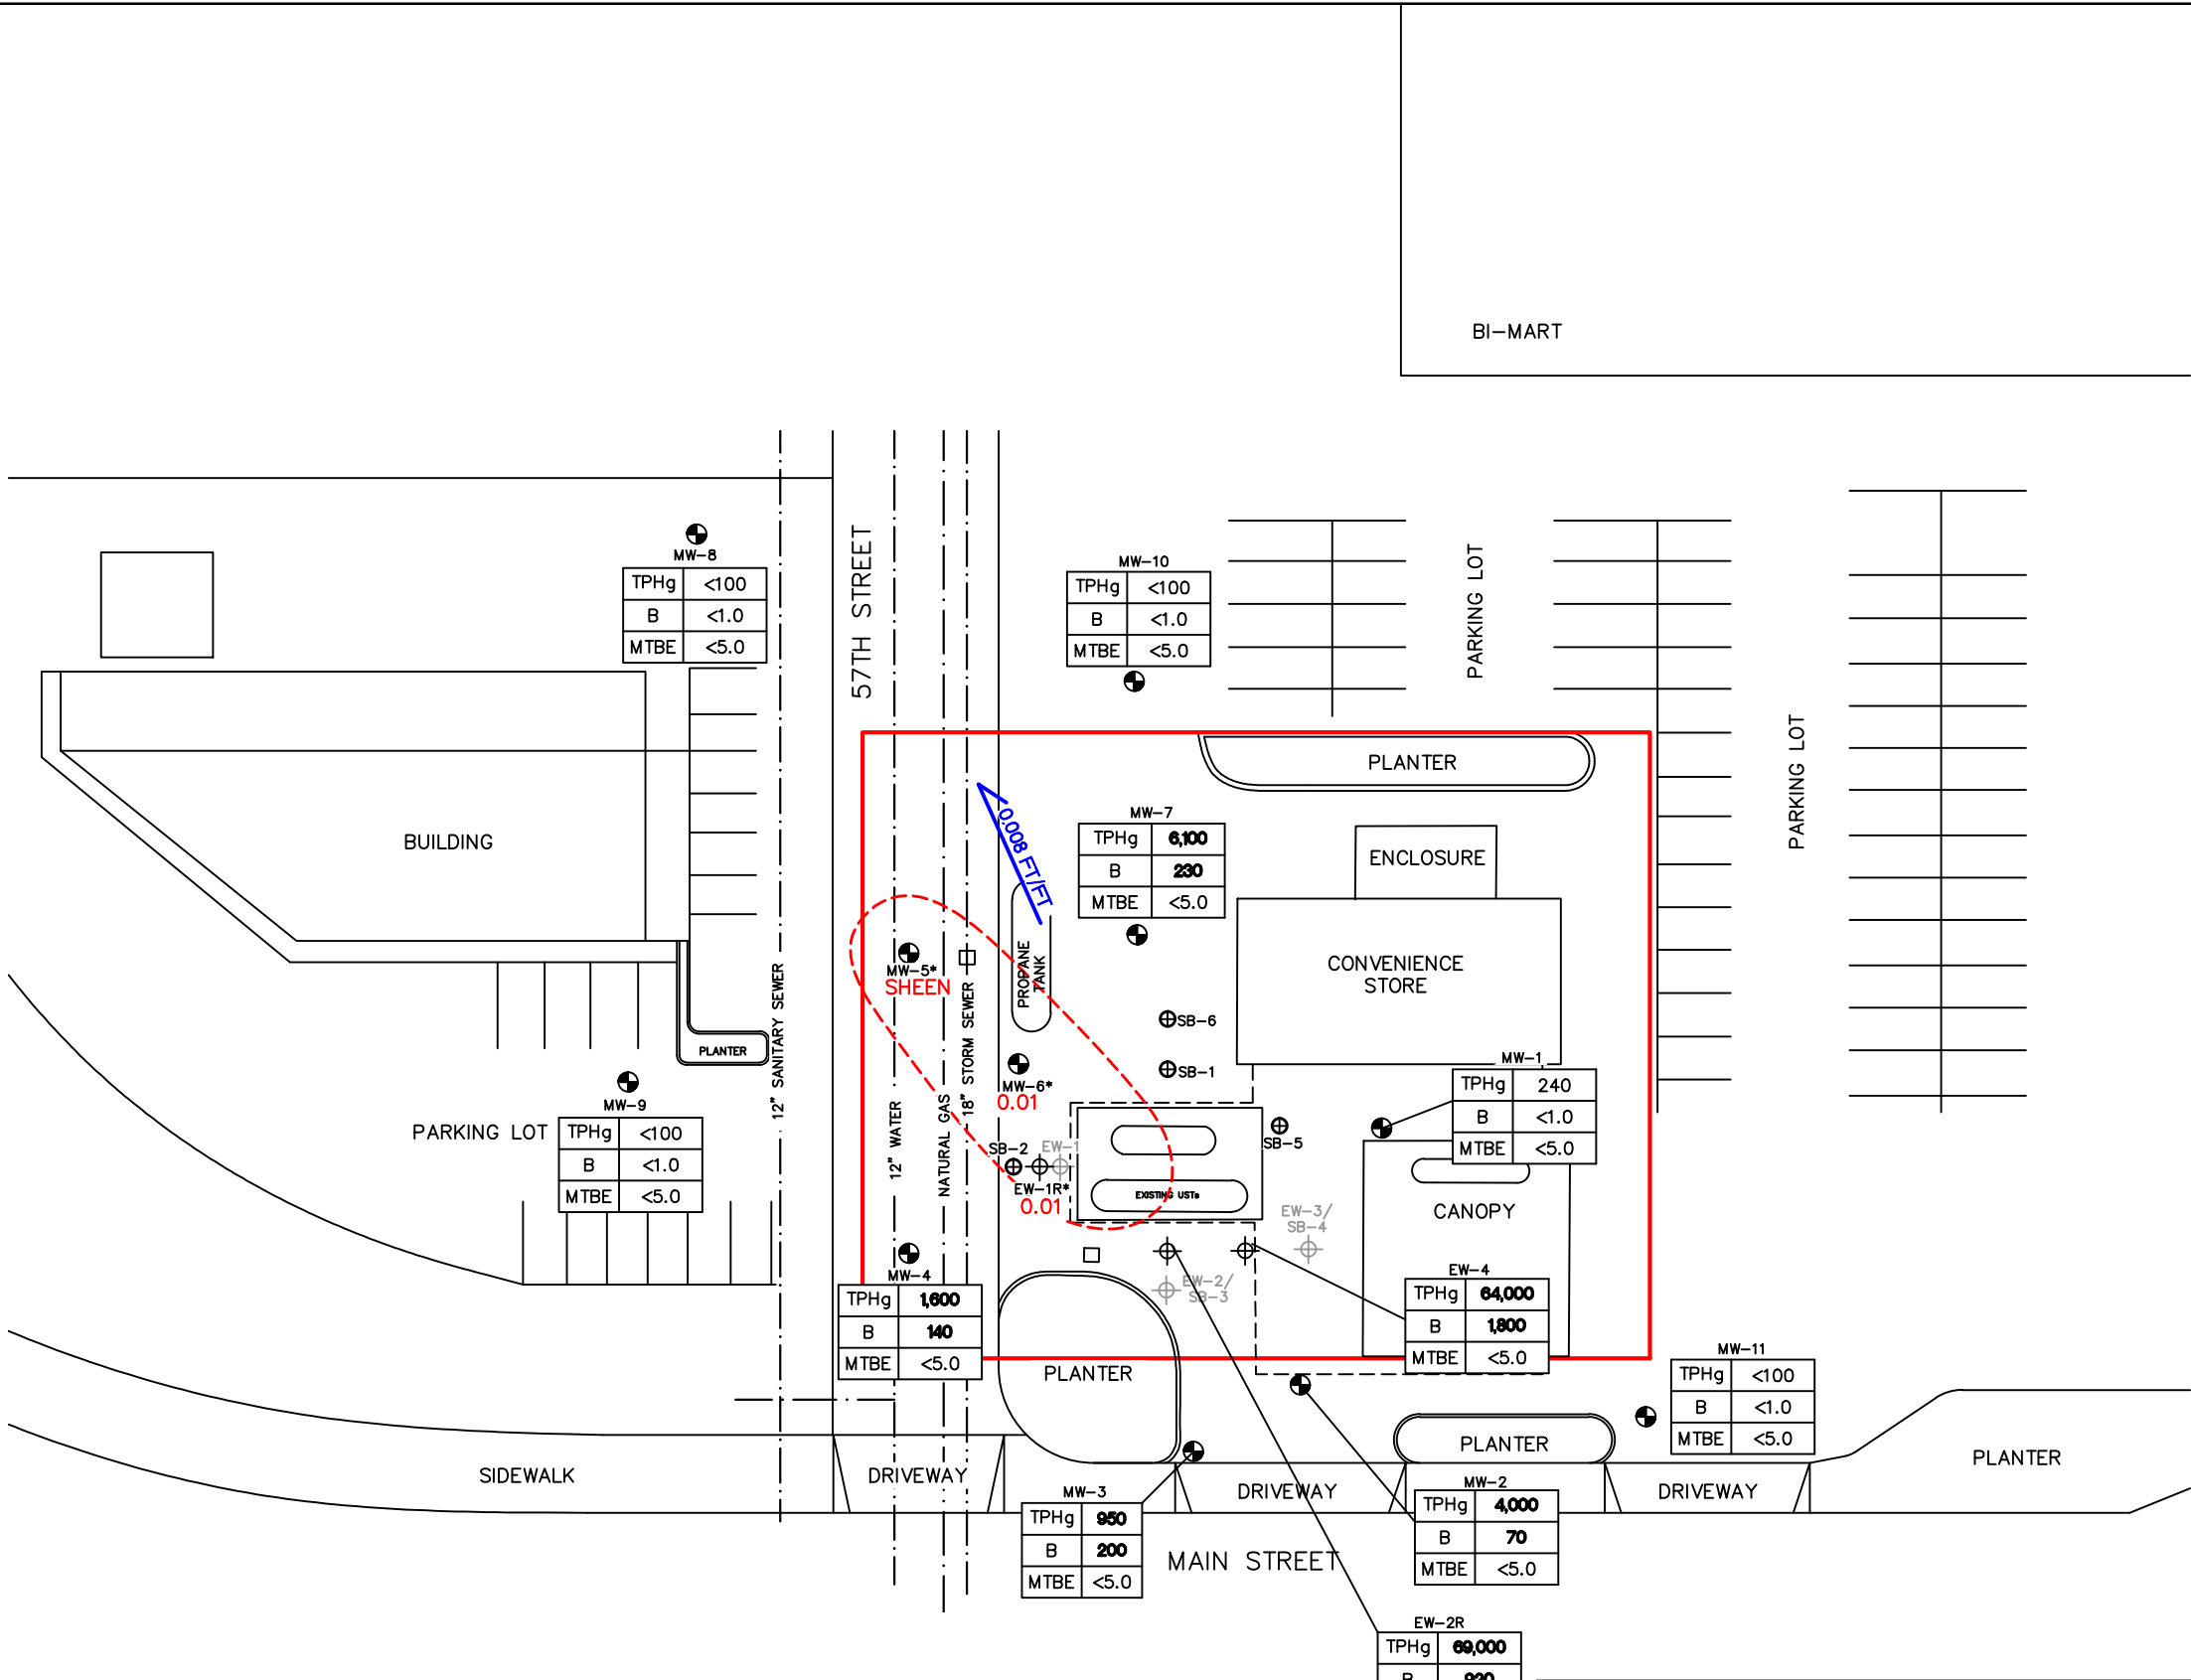 BI-MART
57TH STREET
MW-8
TPHg <100
B <1.0
MTBE <5.0
MW-10
TPHg <100
B <1.0
MTBE <5.0
PARKING LOT
PARKING LOT
PLANTER
0.008 FT/FT
MW-7
TPHg 6,100
B 230
MTBE <5.0
ENCLOSURE
BUILDING
CONVENIENCE
STORE
PROPANE
TANK
MW-5*
SHEEN
12" SANITARY SEWER
18" STORM SEWER
12" WATER
NATURAL GAS
PLANTER
SB-6
SB-1
MW-6*
0.01
MW-1
TPHg 240
B <1.0
MTBE <5.0
MW-9
TPHg <100
B <1.0
MTBE <5.0
PARKING LOT
SB-2
EW-1
SB-5
EW-1R*
0.01
EXISTING USTs
CANOPY
EW-3/
SB-4
EW-2/
SB-3
MW-4
TPHg 1,600
B 140
MTBE <5.0
EW-4
TPHg 64,000
B 1,800
MTBE <5.0
PLANTER
MW-11
TPHg <100
B <1.0
MTBE <5.0
PLANTER
PLANTER
SIDEWALK
DRIVEWAY
DRIVEWAY
DRIVEWAY
MW-3
TPHg 950
B 200
MTBE <5.0
MW-2
TPHg 4,000
B 70
MTBE <5.0
MAIN STREET
EW-2R
TPHg 69,000
B 920